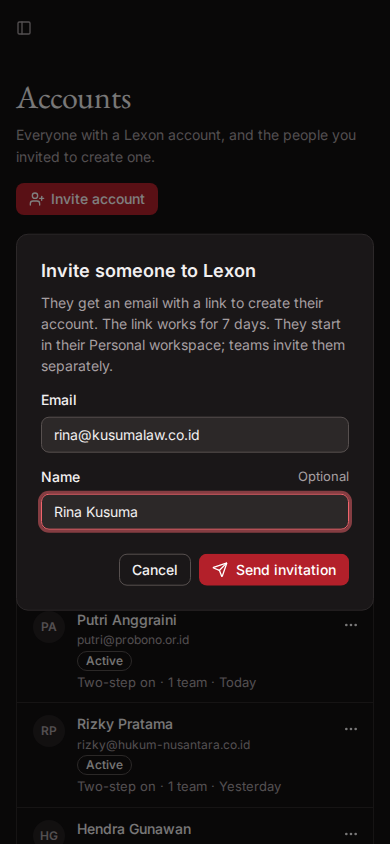 Accounts
Everyone with a Lexon account, and the people you
invited to create one.
Invite account
Invite someone to Lexon
They get an email with a link to create their
account. The link works for 7 days. They start
in their Personal workspace; teams invite them
separately.
Email
rina@kusumalaw.co.id
Name Optional
Rina Kusuma
Cancel Send invitation
PA Putri Anggraini
putri@probono.or.id
Active
Two-step on · 1 team · Today
RP Rizky Pratama
rizky@hukum-nusantara.co.id
Active
Two-step on · 1 team · Yesterday
HG Hendra Gunawan